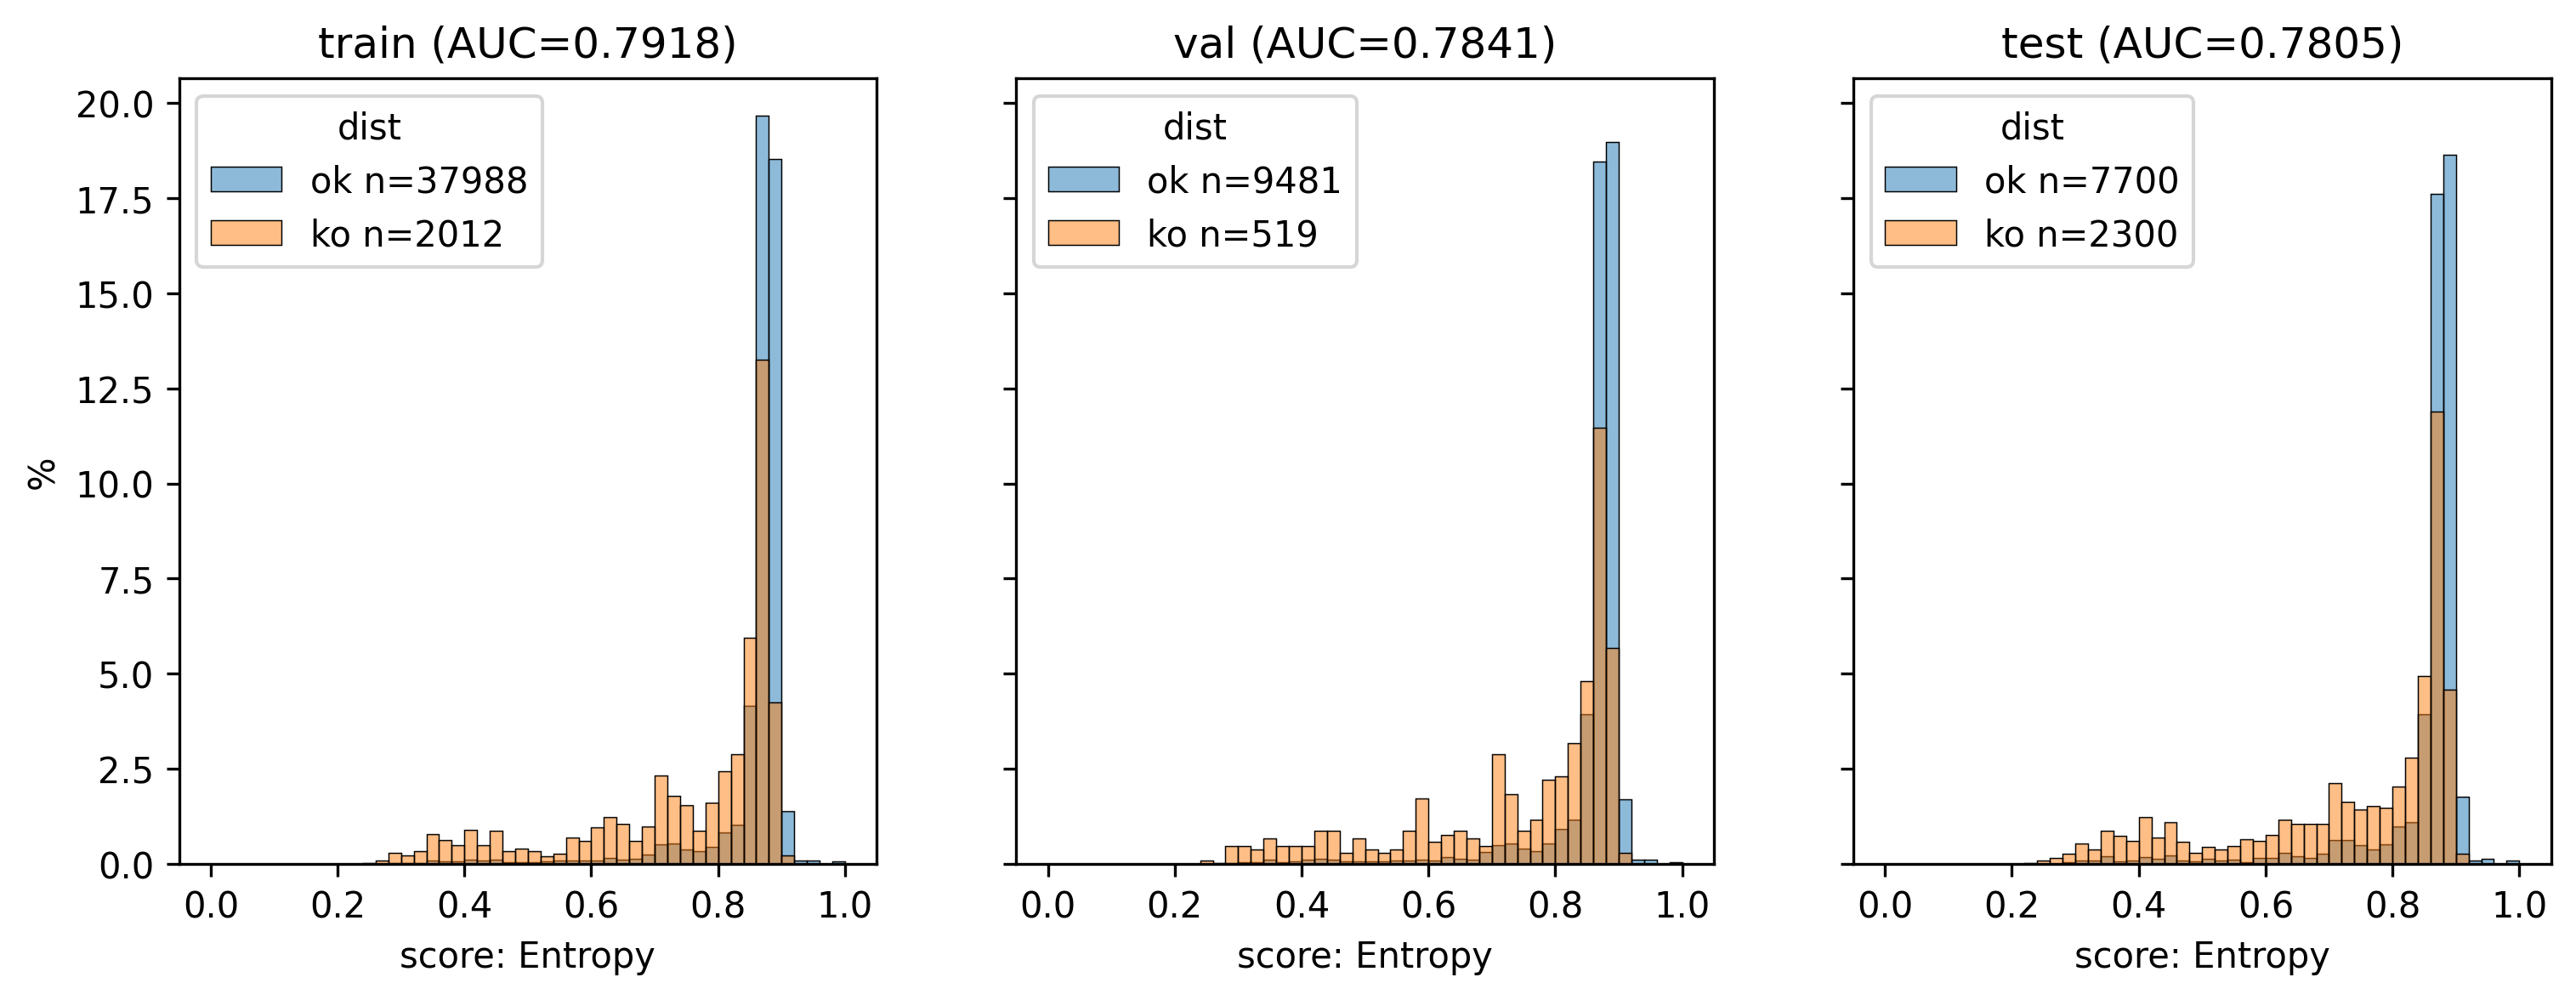 train (AUC=0.7918)
val (AUC=0.7841)
test (AUC=0.7805)
%
20.0
17.5
15.0
12.5
10.0
7.5
5.0
2.5
0.0
dist
ok n=37988
ko n=2012
dist
ok n=9481
ko n=519
dist
ok n=7700
ko n=2300
0.0 0.2 0.4 0.6 0.8 1.0
0.0 0.2 0.4 0.6 0.8 1.0
0.0 0.2 0.4 0.6 0.8 1.0
score: Entropy
score: Entropy
score: Entropy